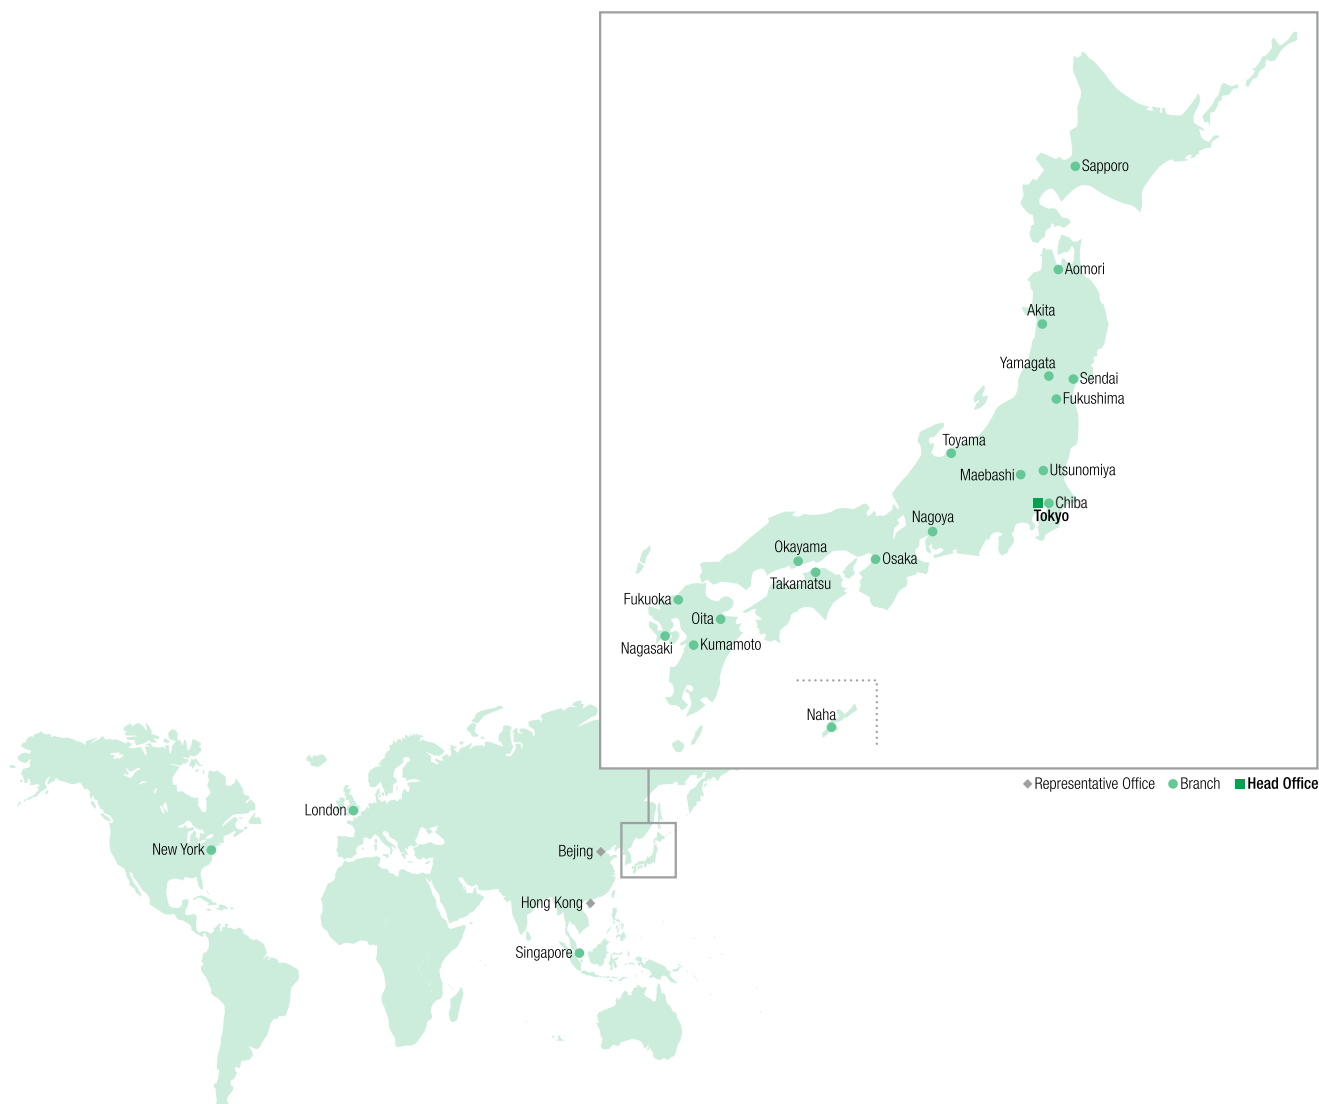 Sapporo
Aomori
Akita
Yamagata
Sendai
Fukushima
Toyama
Maebashi
Utsunomiya
Chiba
Tokyo
Nagoya
Okayama
Osaka
Takamatsu
Fukuoka
Oita
Nagasaki
Kumamoto
Naha
Representative Office
Branch
Head Office
London
New York
Bejing
Hong Kong
Singapore